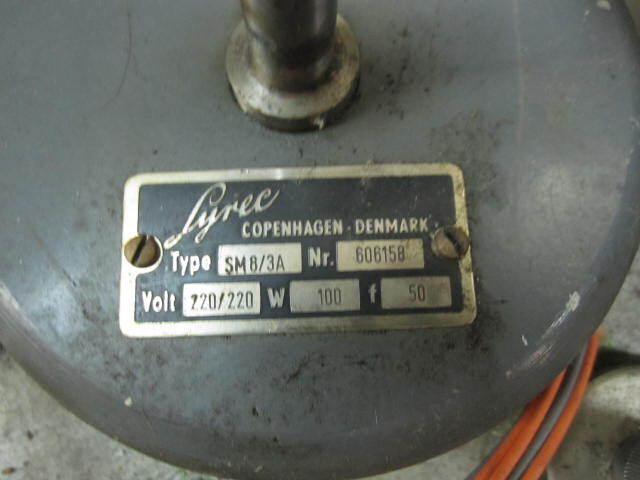 Lyrec
COPENHAGEN · DENMARK.
Type SM8/3A Nr. 606158
Volt 220/220 W 100 f 50